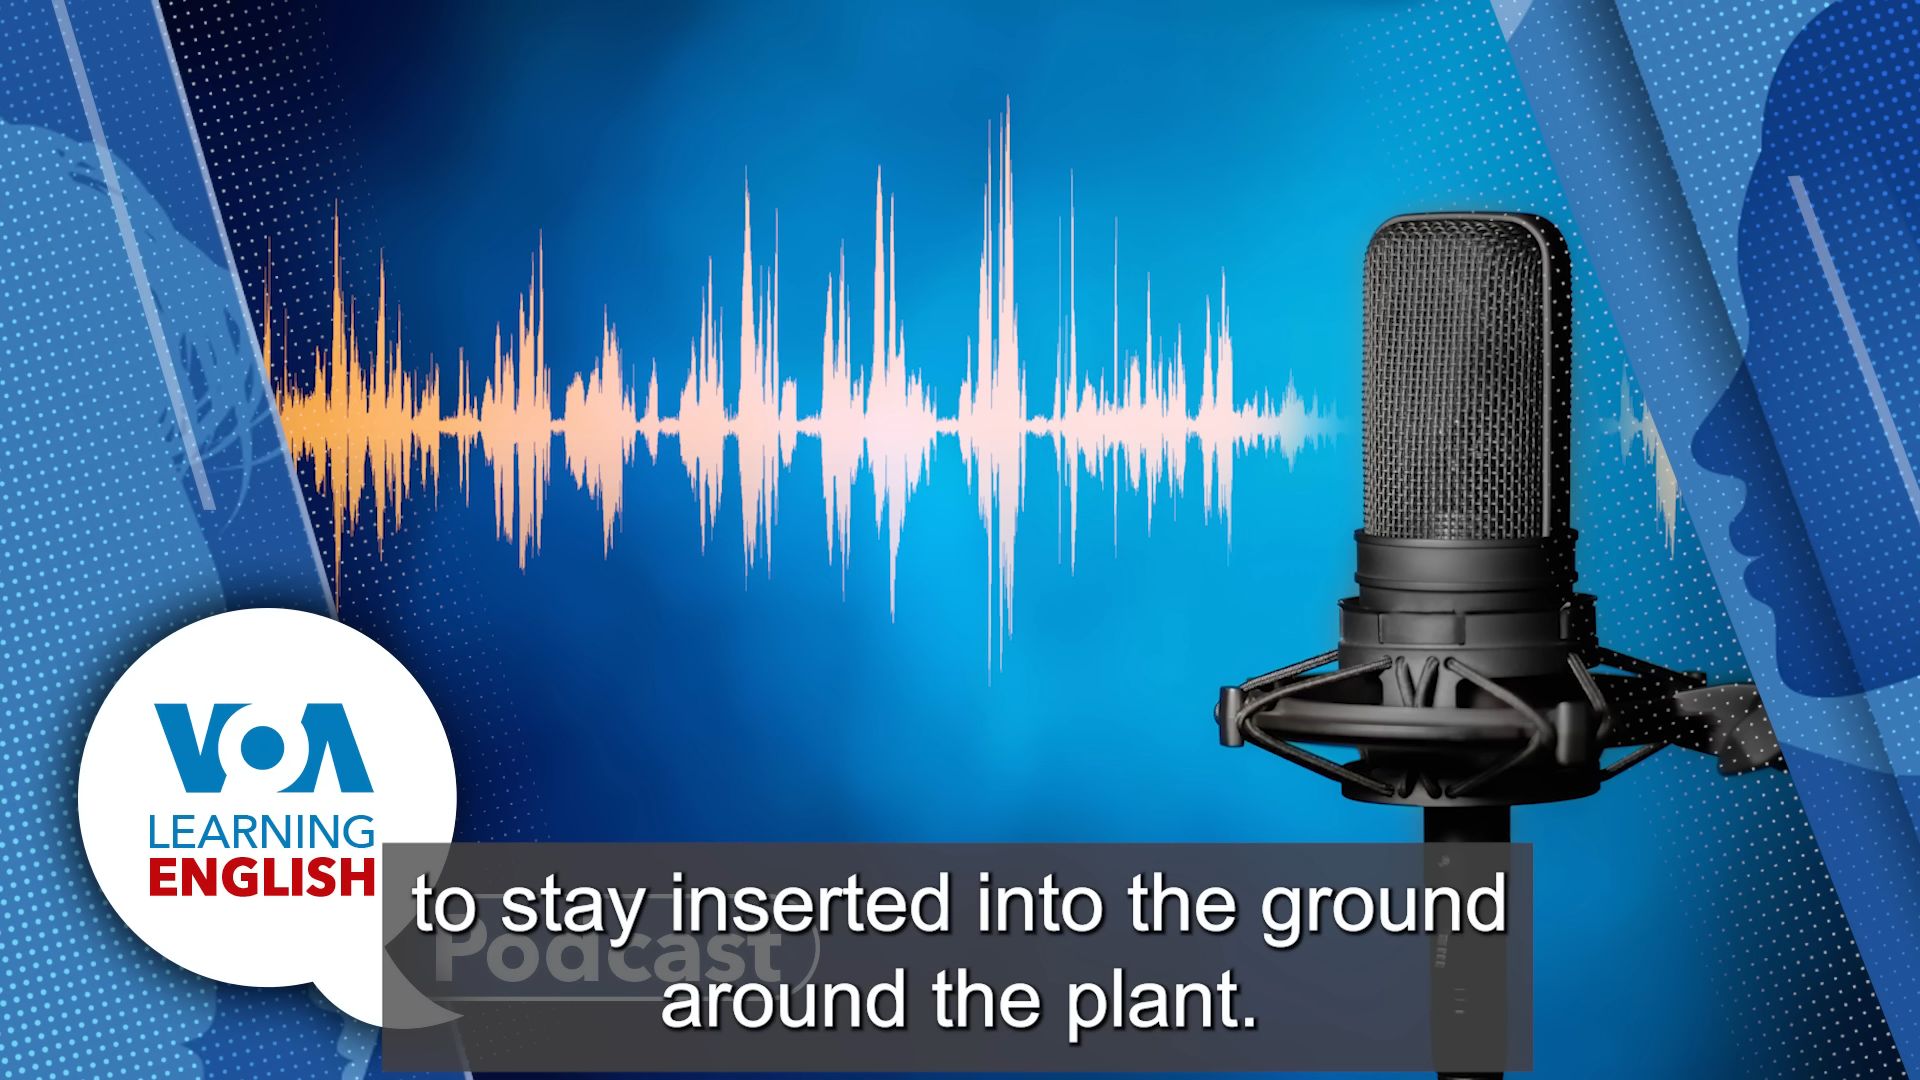 VOA
LEARNING
ENGLISH
Podcast
to stay inserted into the ground
around the plant.